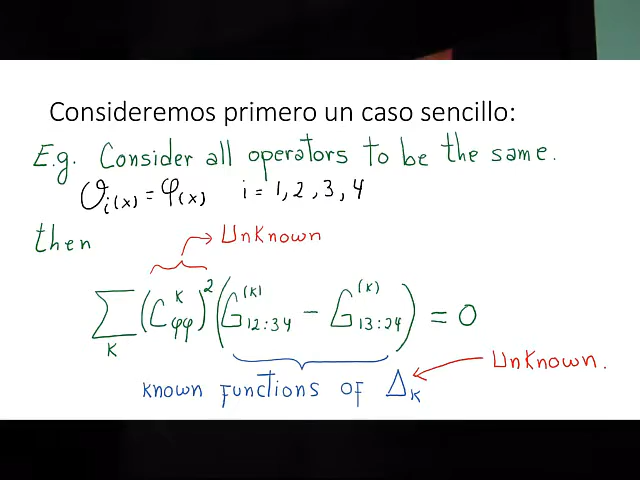 Consideremos primero un caso sencillo:
E.g. Consider all operators to be the same.
O_i(x) = φ(x) i = 1, 2, 3, 4
then
Unknown
∑_K (C^K_φφ)^2 (G^(K)_12:34 − G^(K)_13:24) = 0
Unknown.
Known functions of Δ_K